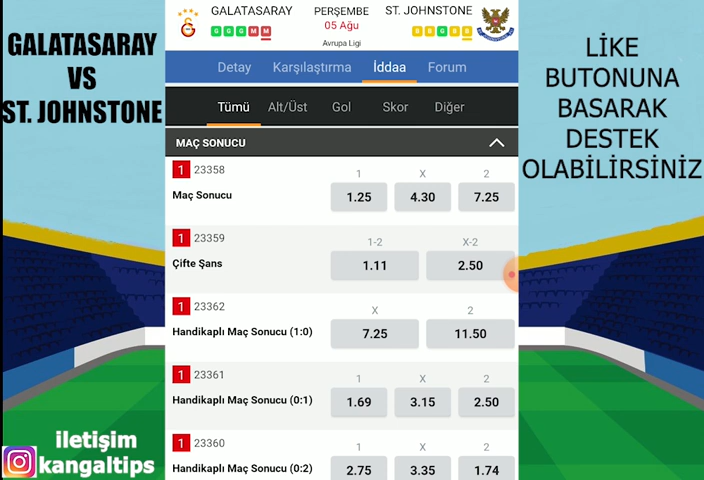 GALATASARAY
VS
ST. JOHNSTONE
GALATASARAY
G G G M M
PERŞEMBE
05 Ağu
Avrupa Ligi
ST. JOHNSTONE
B B G B B
Detay Karşılaştırma İddaa Forum
Tümü Alt/Üst Gol Skor Diğer
MAÇ SONUCU
1 23358
Maç Sonucu
1 X 2
1.25 4.30 7.25
1 23359
Çifte Şans
1-2 X-2
1.11 2.50
1 23362
Handikaplı Maç Sonucu (1:0)
X 2
7.25 11.50
1 23361
Handikaplı Maç Sonucu (0:1)
1 X 2
1.69 3.15 2.50
1 23360
Handikaplı Maç Sonucu (0:2)
1 X 2
2.75 3.35 1.74
LİKE
BUTONUNA
BASARAK
DESTEK
OLABİLİRSİNİZ
iletişim
kangaltips